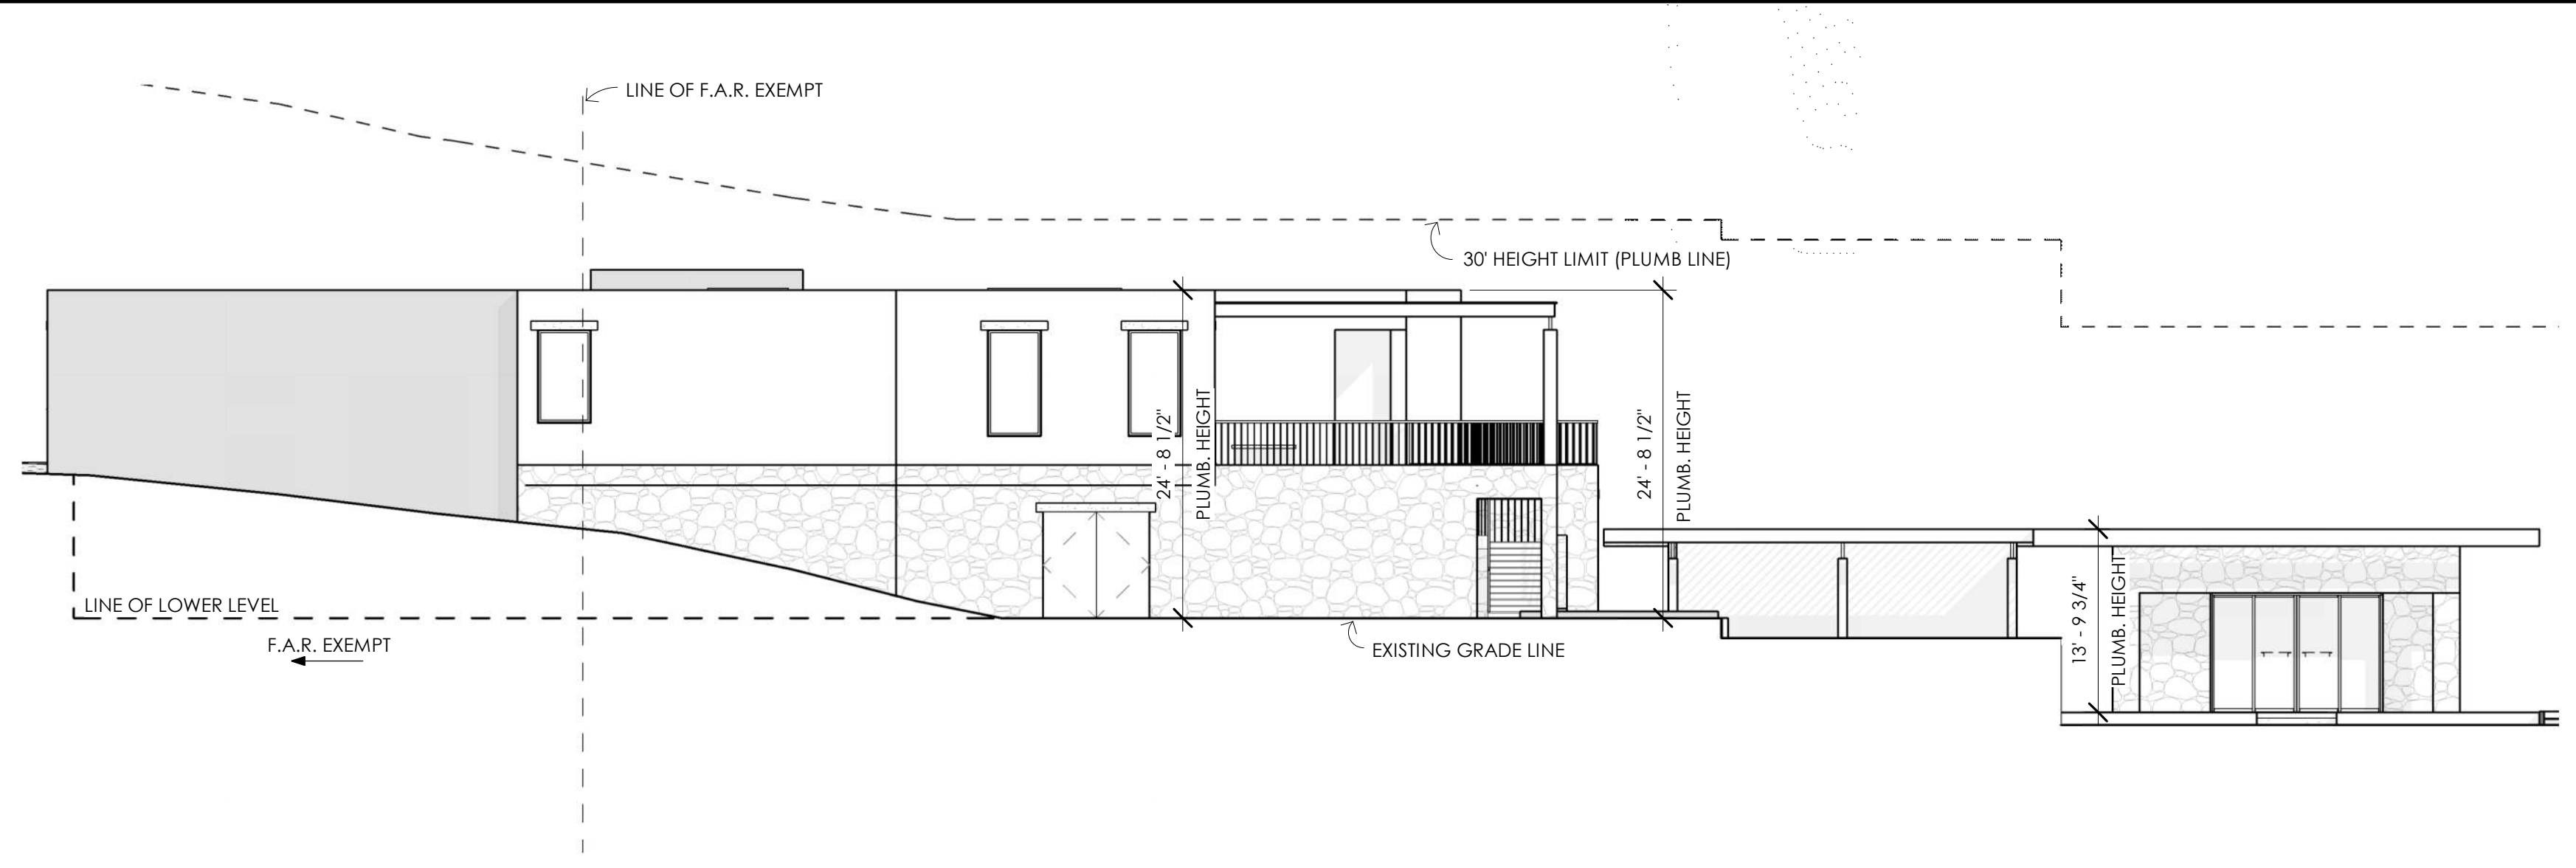 LINE OF F.A.R. EXEMPT
30' HEIGHT LIMIT (PLUMB LINE)
24' - 8 1/2"
PLUMB. HEIGHT
24' - 8 1/2"
PLUMB. HEIGHT
13' - 9 3/4"
PLUMB. HEIGHT
LINE OF LOWER LEVEL
F.A.R. EXEMPT
EXISTING GRADE LINE